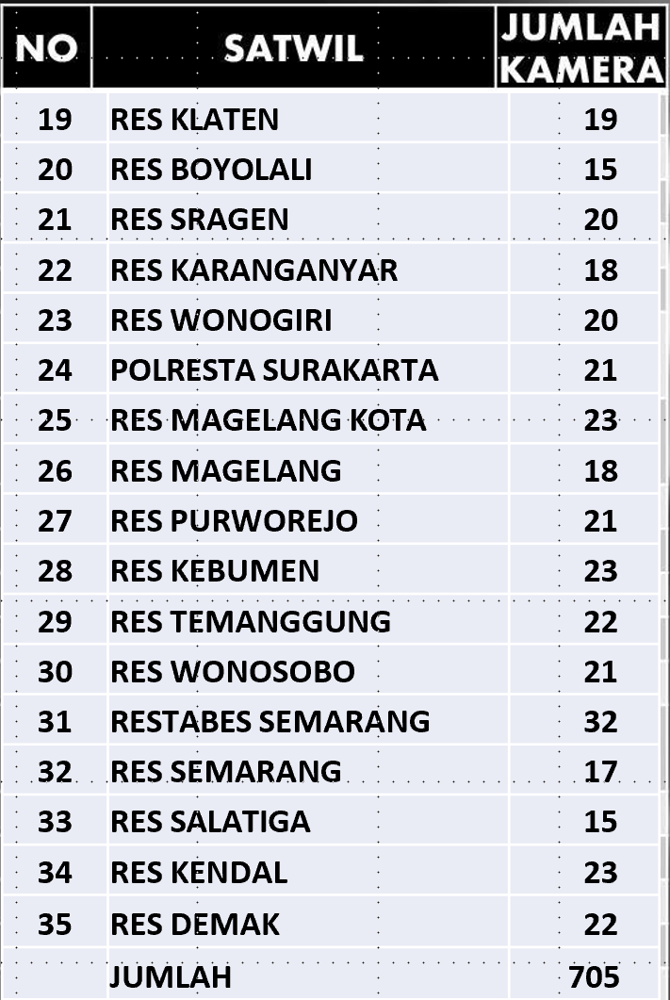 NO SATWIL JUMLAH KAMERA
19 RES KLATEN 19
20 RES BOYOLALI 15
21 RES SRAGEN 20
22 RES KARANGANYAR 18
23 RES WONOGIRI 20
24 POLRESTA SURAKARTA 21
25 RES MAGELANG KOTA 23
26 RES MAGELANG 18
27 RES PURWOREJO 21
28 RES KEBUMEN 23
29 RES TEMANGGUNG 22
30 RES WONOSOBO 21
31 RESTABES SEMARANG 32
32 RES SEMARANG 17
33 RES SALATIGA 15
34 RES KENDAL 23
35 RES DEMAK 22
JUMLAH 705